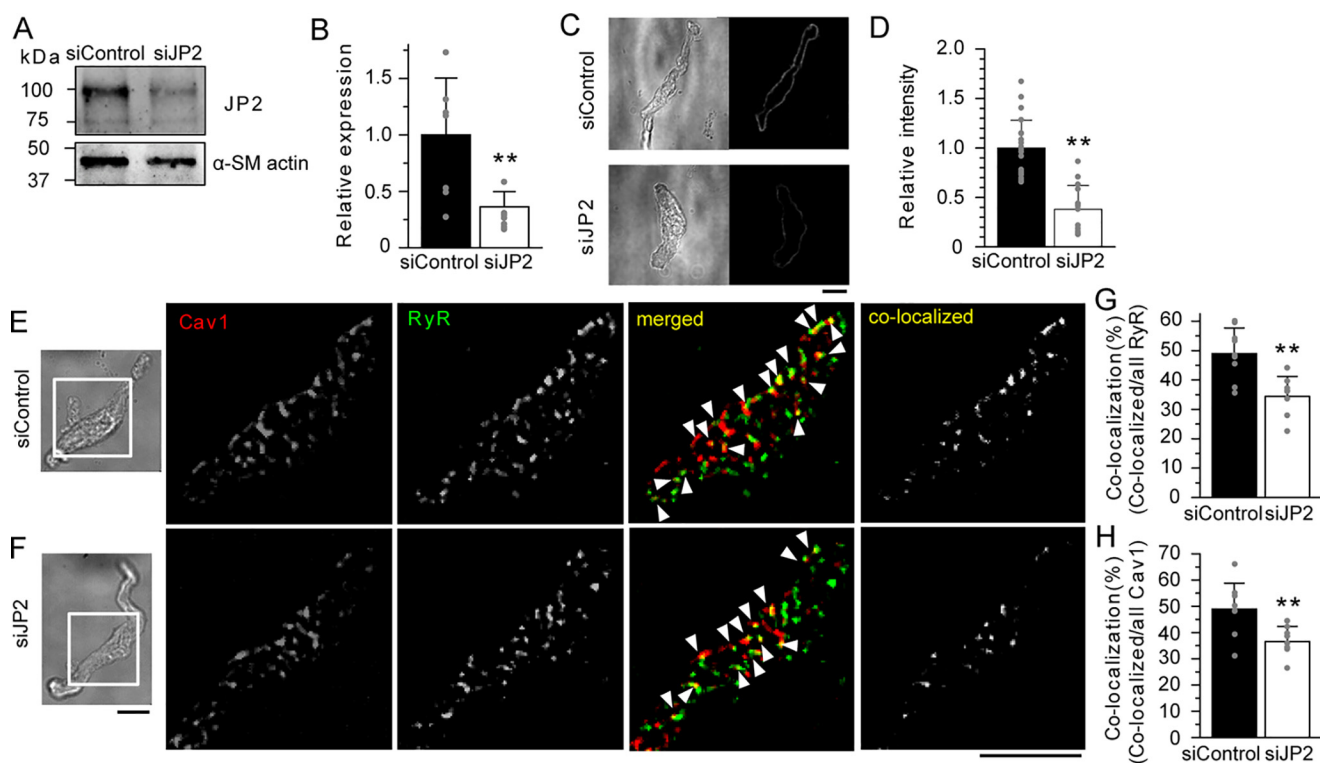 A
siControl siJP2
kDa
100
75
JP2
50
37
α-SM actin
B
Relative expression
1.5
1.0
0.5
0
**
siControl siJP2
C
siControl
siJP2
D
Relative intensity
2.0
1.5
1.0
0.5
0
**
siControl siJP2
E
siControl
Cav1
RyR
merged
co-localized
F
siJP2
G
Co-localization(%)
(Co-localized/all RyR)
60
50
40
30
20
10
0
**
siControl siJP2
H
Co-localization(%)
(Co-localized/all Cav1)
70
60
50
40
30
20
10
0
**
siControl siJP2